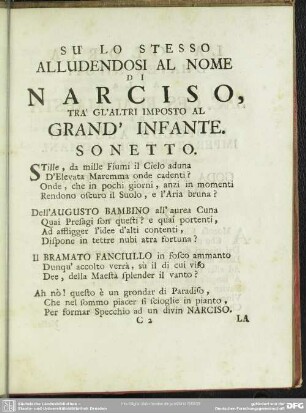 SU LO STESSO
ALLUDENDOSI AL NOME
DI
NARCISO,
TRA' GL'ALTRI IMPOSTO AL
GRAND' INFANTE.
SONETTO.
STille, da mille Fiumi il Cielo aduna
D'Elevata Maremma onde cadenti?
Onde, che in pochi giorni, anzi in momenti
Rendono oscuro il Suolo, e l'Aria bruna?
Dell'AUGUSTO BAMBINO all'aurea Cuna
Quai Presagi son' questi? e quai portenti,
Ad affligger l'idee d'alti contenti,
Dispone in tettre nubi atra fortuna?
Il BRAMATO FANCIULLO in fosco ammanto
Dunqu' accolto verrà, sù il di cui viso
Dee, della Maestà splender il vanto?
Ah nò! questo è un grondar di Paradiso,
Che nel sommo piacer si scioglie in pianto,
Per formar Specchio ad un divin NARCISO.
C 2
LA